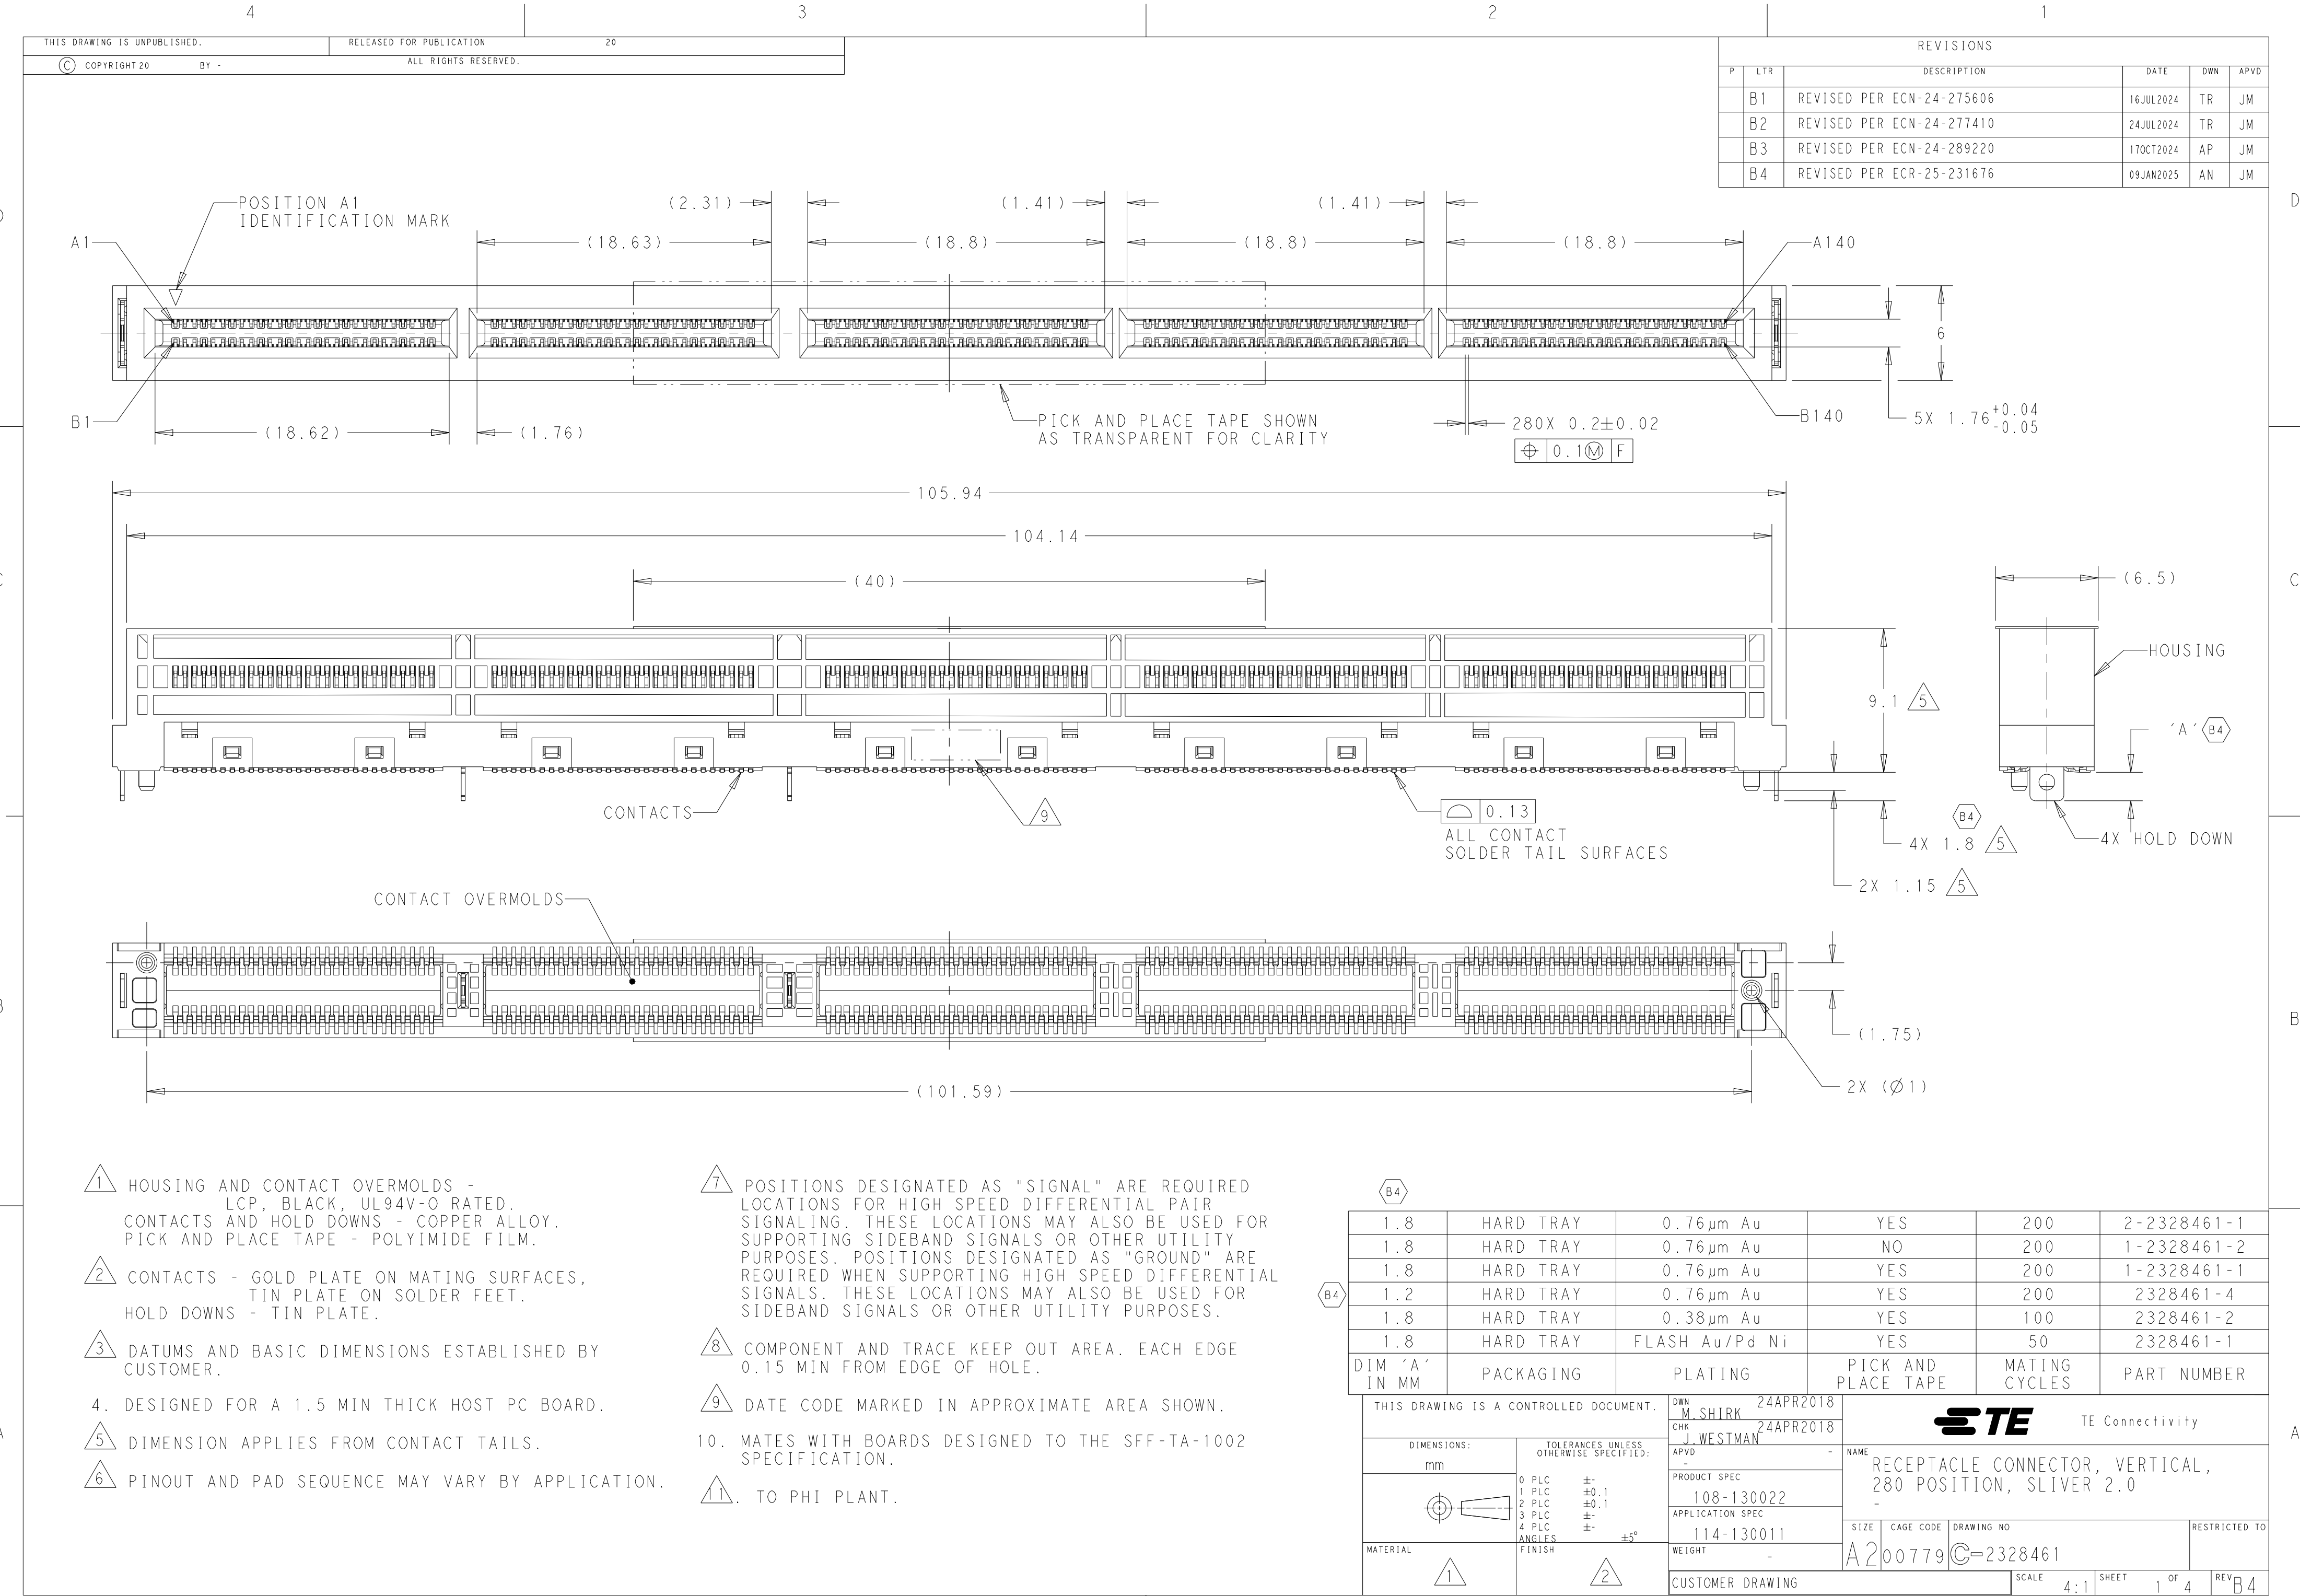 4 3 2 1
THIS DRAWING IS UNPUBLISHED. RELEASED FOR PUBLICATION 20
© COPYRIGHT 20 BY - ALL RIGHTS RESERVED.
REVISIONS
P LTR DESCRIPTION DATE DWN APVD
B1 REVISED PER ECN-24-275606 16JUL2024 TR JM
B2 REVISED PER ECN-24-277410 24JUL2024 TR JM
B3 REVISED PER ECN-24-289220 17OCT2024 AP JM
B4 REVISED PER ECR-25-231676 09JAN2025 AN JM
D
POSITION A1
IDENTIFICATION MARK
(2.31) (1.41) (1.41)
A1 (18.63) (18.8) (18.8) (18.8) A140
6
B1 (18.62) (1.76)
PICK AND PLACE TAPE SHOWN
AS TRANSPARENT FOR CLARITY
280X 0.2±0.02
⌖ 0.1Ⓜ F
B140
5X 1.76 +0.04
-0.05
105.94
104.14
(40)
(6.5)
C
HOUSING
9.1 5
'A' B4
CONTACTS
9
⌓ 0.13
ALL CONTACT
SOLDER TAIL SURFACES
B4
4X 1.8 5
4X HOLD DOWN
2X 1.15 5
CONTACT OVERMOLDS
B
(1.75)
2X (Ø1)
(101.59)
1 HOUSING AND CONTACT OVERMOLDS -
LCP, BLACK, UL94V-O RATED.
CONTACTS AND HOLD DOWNS - COPPER ALLOY.
PICK AND PLACE TAPE - POLYIMIDE FILM.
2 CONTACTS - GOLD PLATE ON MATING SURFACES,
TIN PLATE ON SOLDER FEET.
HOLD DOWNS - TIN PLATE.
3 DATUMS AND BASIC DIMENSIONS ESTABLISHED BY
CUSTOMER.
4. DESIGNED FOR A 1.5 MIN THICK HOST PC BOARD.
5 DIMENSION APPLIES FROM CONTACT TAILS.
6 PINOUT AND PAD SEQUENCE MAY VARY BY APPLICATION.
7 POSITIONS DESIGNATED AS "SIGNAL" ARE REQUIRED
LOCATIONS FOR HIGH SPEED DIFFERENTIAL PAIR
SIGNALING. THESE LOCATIONS MAY ALSO BE USED FOR
SUPPORTING SIDEBAND SIGNALS OR OTHER UTILITY
PURPOSES. POSITIONS DESIGNATED AS "GROUND" ARE
REQUIRED WHEN SUPPORTING HIGH SPEED DIFFERENTIAL
SIGNALS. THESE LOCATIONS MAY ALSO BE USED FOR
SIDEBAND SIGNALS OR OTHER UTILITY PURPOSES.
8 COMPONENT AND TRACE KEEP OUT AREA. EACH EDGE
0.15 MIN FROM EDGE OF HOLE.
9 DATE CODE MARKED IN APPROXIMATE AREA SHOWN.
10. MATES WITH BOARDS DESIGNED TO THE SFF-TA-1002
SPECIFICATION.
11. TO PHI PLANT.
B4
1.8 HARD TRAY 0.76µm Au YES 200 2-2328461-1
1.8 HARD TRAY 0.76µm Au NO 200 1-2328461-2
1.8 HARD TRAY 0.76µm Au YES 200 1-2328461-1
B4 1.2 HARD TRAY 0.76µm Au YES 200 2328461-4
1.8 HARD TRAY 0.38µm Au YES 100 2328461-2
1.8 HARD TRAY FLASH Au/Pd Ni YES 50 2328461-1
DIM 'A' IN MM PACKAGING PLATING PICK AND PLACE TAPE MATING CYCLES PART NUMBER
THIS DRAWING IS A CONTROLLED DOCUMENT.
DWN 24APR2018
M.SHIRK
CHK 24APR2018
J.WESTMAN
APVD -
-
TE TE Connectivity
A
DIMENSIONS:
mm
TOLERANCES UNLESS
OTHERWISE SPECIFIED:
0 PLC ±-
1 PLC ±0.1
2 PLC ±0.1
3 PLC ±-
4 PLC ±-
ANGLES ±5°
PRODUCT SPEC
108-130022
APPLICATION SPEC
114-130011
NAME
RECEPTACLE CONNECTOR, VERTICAL,
280 POSITION, SLIVER 2.0
-
MATERIAL
1
FINISH
2
WEIGHT -
SIZE CAGE CODE DRAWING NO RESTRICTED TO
A2 00779 C-2328461
CUSTOMER DRAWING
SCALE 4:1 SHEET 1 OF 4 REV B4